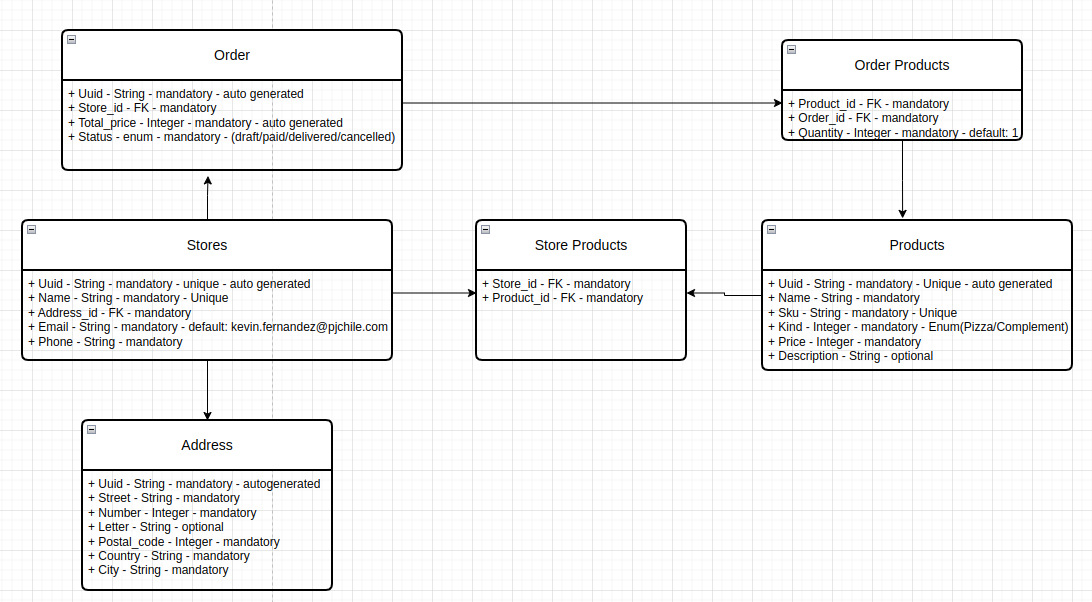 Order
+ Uuid - String - mandatory - auto generated
+ Store_id - FK - mandatory
+ Total_price - Integer - mandatory - auto generated
+ Status - enum - mandatory - (draft/paid/delivered/cancelled)
Order Products
+ Product_id - FK - mandatory
+ Order_id - FK - mandatory
+ Quantity - Integer - mandatory - default: 1
Stores
+ Uuid - String - mandatory - unique - auto generated
+ Name - String - mandatory - Unique
+ Address_id - FK - mandatory
+ Email - String - mandatory - default: kevin.fernandez@pjchile.com
+ Phone - String - mandatory
Store Products
+ Store_id - FK - mandatory
+ Product_id - FK - mandatory
Products
+ Uuid - String - mandatory - Unique - auto generated
+ Name - String - mandatory
+ Sku - String - mandatory - Unique
+ Kind - Integer - mandatory - Enum(Pizza/Complement)
+ Price - Integer - mandatory
+ Description - String - optional
Address
+ Uuid - String - mandatory - autogenerated
+ Street - String - mandatory
+ Number - Integer - mandatory
+ Letter - String - optional
+ Postal_code - Integer - mandatory
+ Country - String - mandatory
+ City - String - mandatory